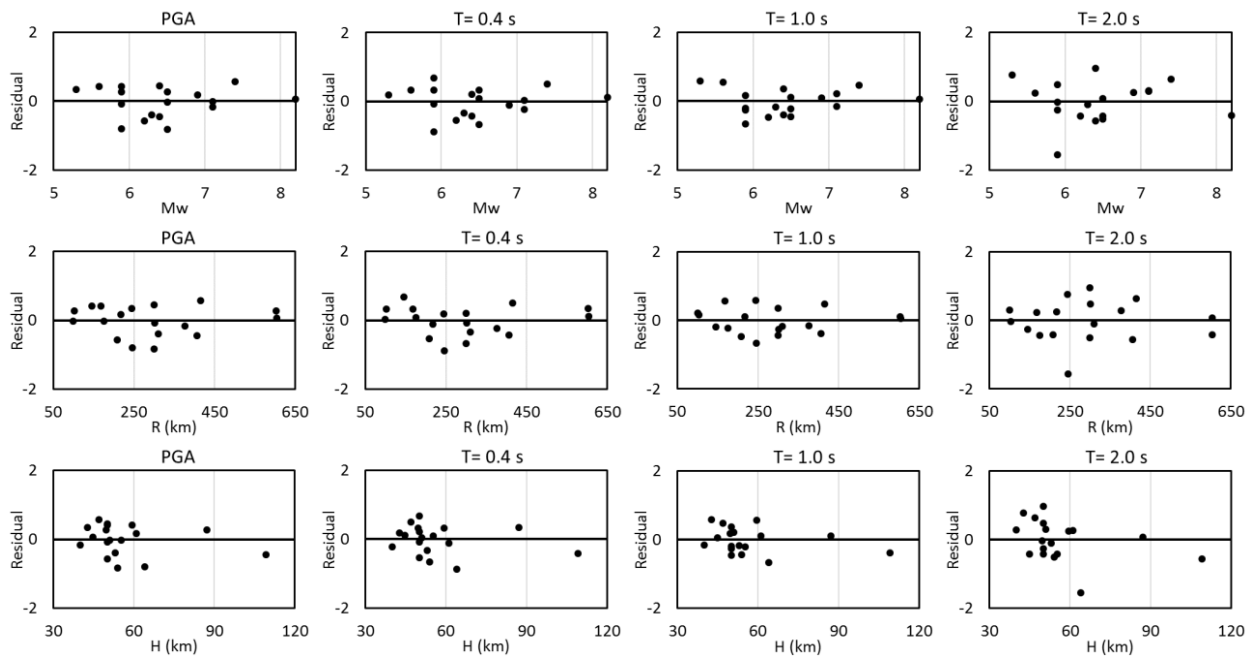 PGA T= 0.4 s T= 1.0 s T= 2.0 s
2 2 2 2
Residual Residual Residual Residual
0 0 0 0
-2 -2 -2 -2
5 6 7 8 5 6 7 8 5 6 7 8 5 6 7 8
Mw Mw Mw Mw
PGA T= 0.4 s T= 1.0 s T= 2.0 s
2 2 2 2
Residual Residual Residual Residual
0 0 0 0
-2 -2 -2 -2
50 250 450 650 50 250 450 650 50 250 450 650 50 250 450 650
R (km) R (km) R (km) R (km)
PGA T= 0.4 s T= 1.0 s T= 2.0 s
2 2 2 2
Residual Residual Residual Residual
0 0 0 0
-2 -2 -2 -2
30 60 90 120 30 60 90 120 30 60 90 120 30 60 90 120
H (km) H (km) H (km) H (km)